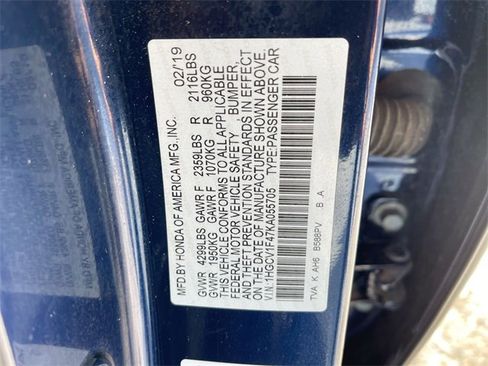 MFD.BY HONDA OF AMERICA MFG.,INC. 02/19
GVWR 4299LBS GAWR F 2359LBS R 2116LBS
GVWR 1950KG GAWR F 1070KG R 960KG
THIS VEHICLE CONFORMS TO ALL APPLICABLE
FEDERAL MOTOR VEHICLE SAFETY BUMPER,
AND THEFT PREVENTION STANDARDS IN EFFECT
ON THE DATE OF MANUFACTURE SHOWN ABOVE.
V.I.N.:1HGCV1F47KA055705 TYPE:PASSENGER CAR
TVA K AH6 B588PV B .A